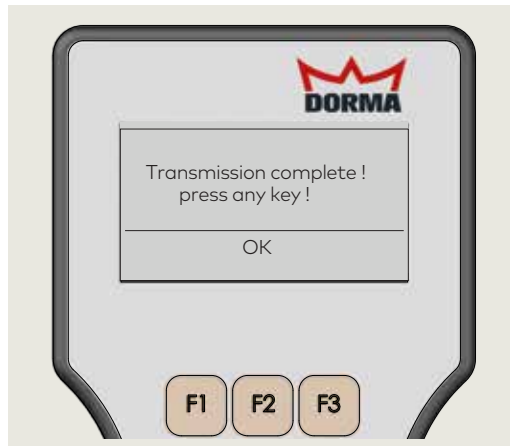 DORMA
Transmission complete !
press any key !
OK
F1 F2 F3